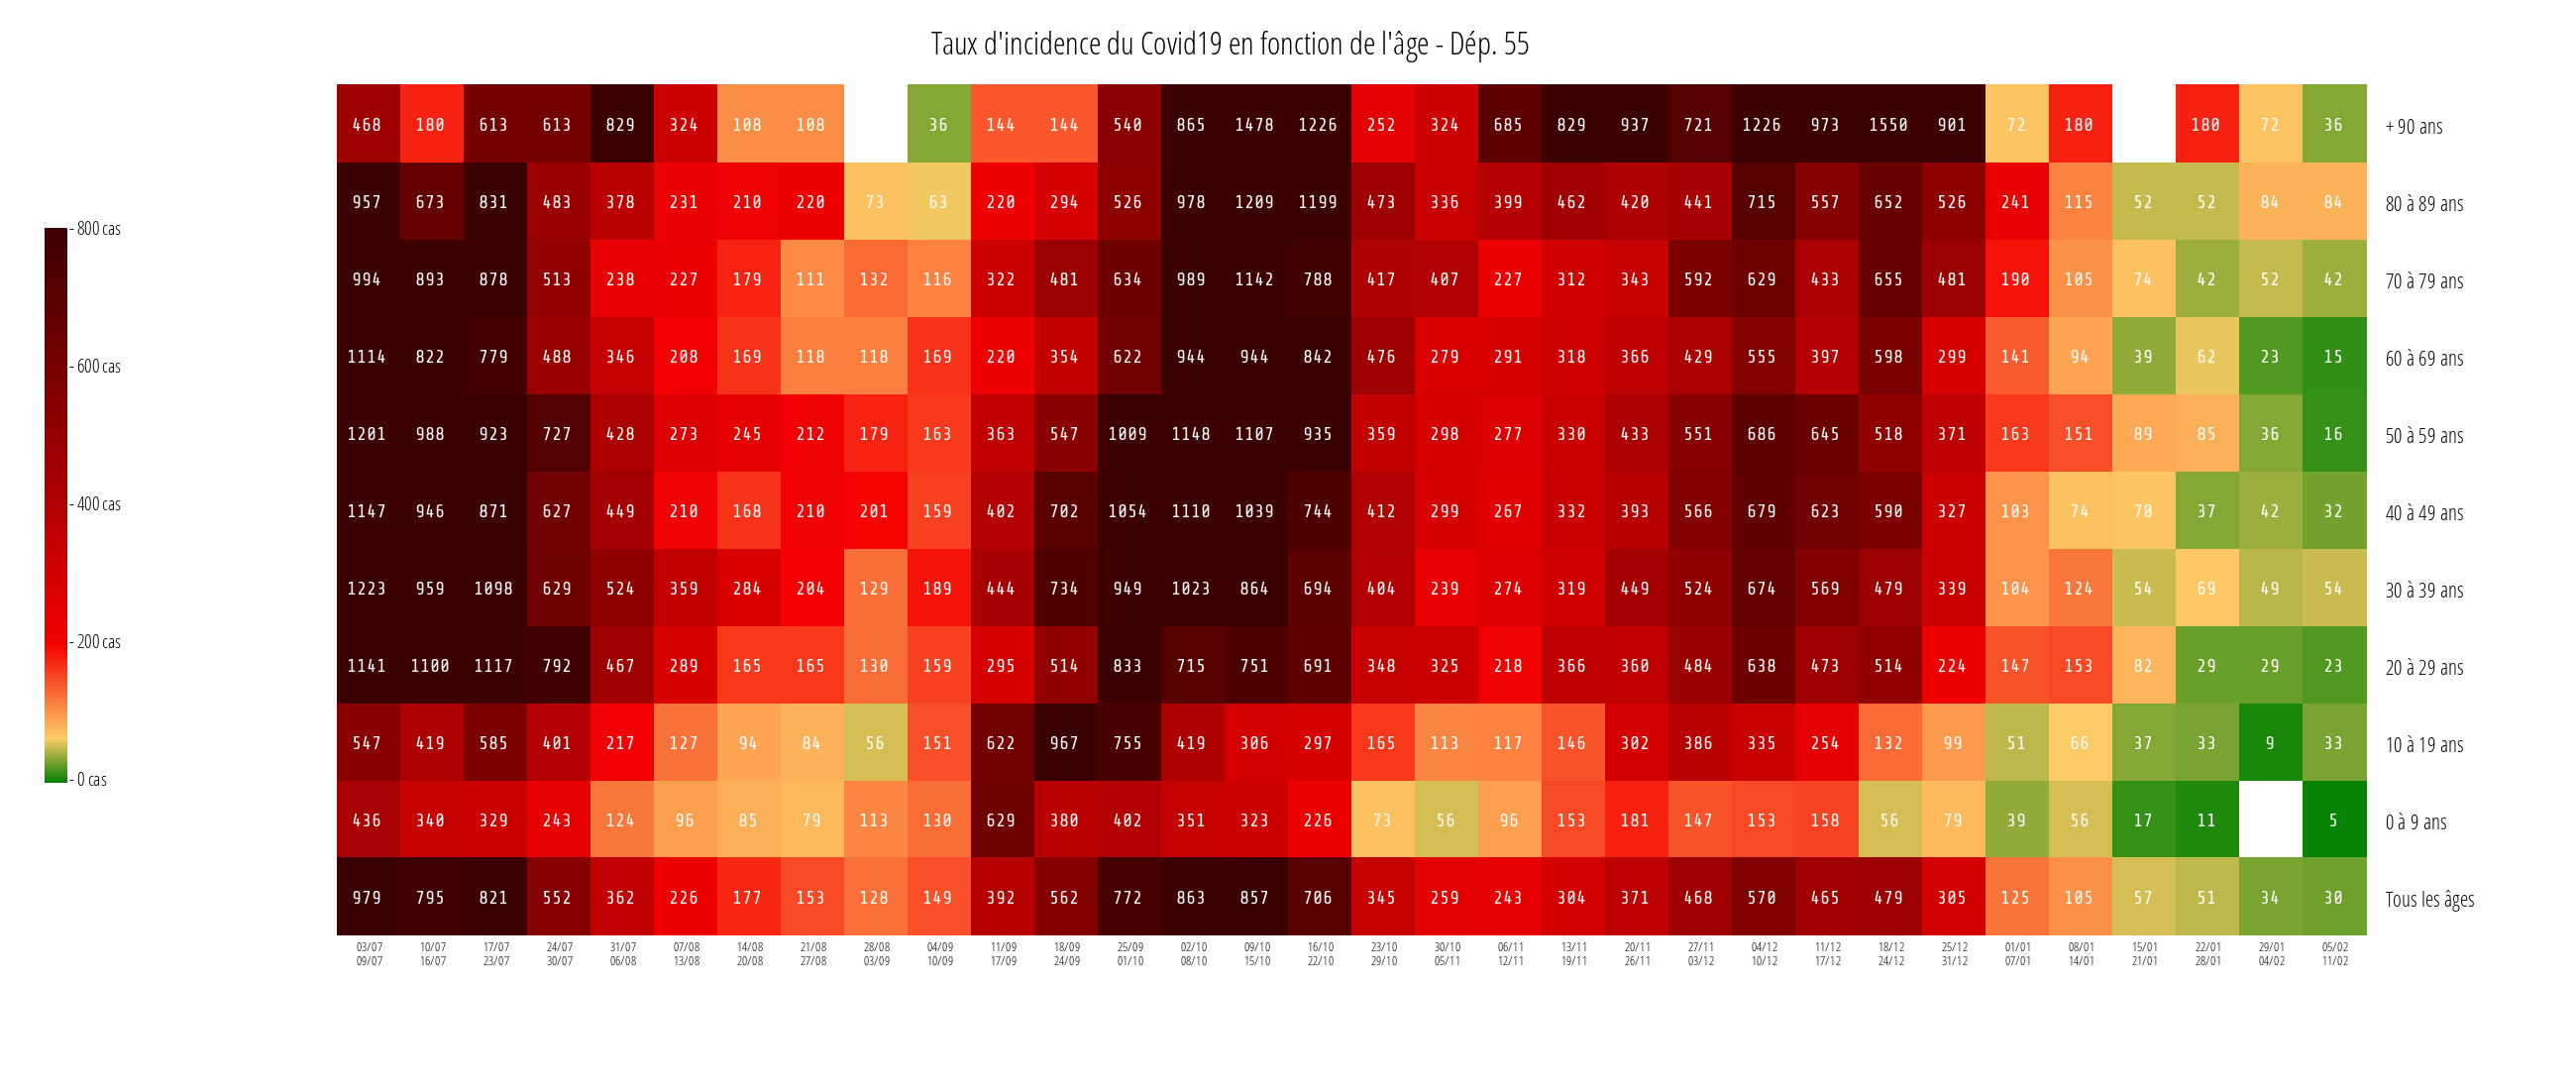 Taux d'incidence du Covid19 en fonction de l'âge - Dép. 55
468 180 613 613 829 324 108 108 36 144 144 540 865 1478 1226 252 324 685 829 937 721 1226 973 1550 901 72 180 180 72 36 + 90 ans
957 673 831 483 378 231 210 220 73 63 220 294 526 978 1209 1199 473 336 399 462 420 441 715 557 652 526 241 115 52 52 84 84 80 à 89 ans
- 800 cas
994 893 878 513 238 227 179 111 132 116 322 481 634 989 1142 788 417 407 227 312 343 592 629 433 655 481 190 105 74 42 52 42 70 à 79 ans
1114 822 779 488 346 208 169 118 118 169 220 354 622 944 944 842 476 279 291 318 366 429 555 397 598 299 141 94 39 62 23 15 60 à 69 ans
- 600 cas
1201 988 923 727 428 273 245 212 179 163 363 547 1009 1148 1107 935 359 298 277 330 433 551 686 645 518 371 163 151 89 85 36 16 50 à 59 ans
- 400 cas
1147 946 871 627 449 210 168 210 201 159 402 702 1054 1110 1039 744 412 299 267 332 393 566 679 623 590 327 103 74 70 37 42 32 40 à 49 ans
1223 959 1098 629 524 359 284 204 129 189 444 734 949 1023 864 694 404 239 274 319 449 524 674 569 479 339 104 124 54 69 49 54 30 à 39 ans
- 200 cas
1141 1100 1117 792 467 289 165 165 130 159 295 514 833 715 751 691 348 325 218 366 360 484 638 473 514 224 147 153 82 29 29 23 20 à 29 ans
547 419 585 401 217 127 94 84 56 151 622 967 755 419 306 297 165 113 117 146 302 386 335 254 132 99 51 66 37 33 9 33 10 à 19 ans
- 0 cas
436 340 329 243 124 96 85 79 113 130 629 380 402 351 323 226 73 56 96 153 181 147 153 158 56 79 39 56 17 11 5 0 à 9 ans
979 795 821 552 362 226 177 153 128 149 392 562 772 863 857 706 345 259 243 304 371 468 570 465 479 305 125 105 57 51 34 30 Tous les âges
03/07 10/07 17/07 24/07 31/07 07/08 14/08 21/08 28/08 04/09 11/09 18/09 25/09 02/10 09/10 16/10 23/10 30/10 06/11 13/11 20/11 27/11 04/12 11/12 18/12 25/12 01/01 08/01 15/01 22/01 29/01 05/02
09/07 16/07 23/07 30/07 06/08 13/08 20/08 27/08 03/09 10/09 17/09 24/09 01/10 08/10 15/10 22/10 29/10 05/11 12/11 19/11 26/11 03/12 10/12 17/12 24/12 31/12 07/01 14/01 21/01 28/01 04/02 11/02